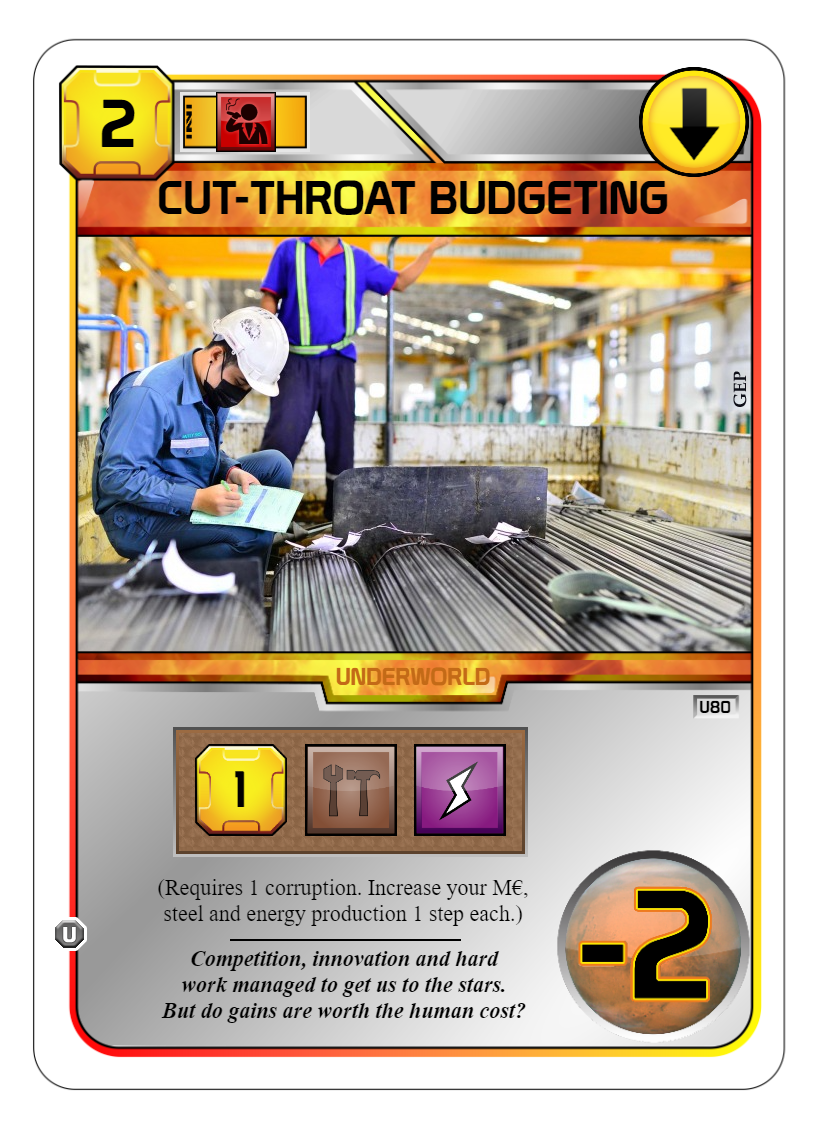 2
CUT-THROAT BUDGETING
GEP
UNDERWORLD
U80
1
(Requires 1 corruption. Increase your M€,
steel and energy production 1 step each.)
Competition, innovation and hard
work managed to get us to the stars.
But do gains are worth the human cost?
-2
U